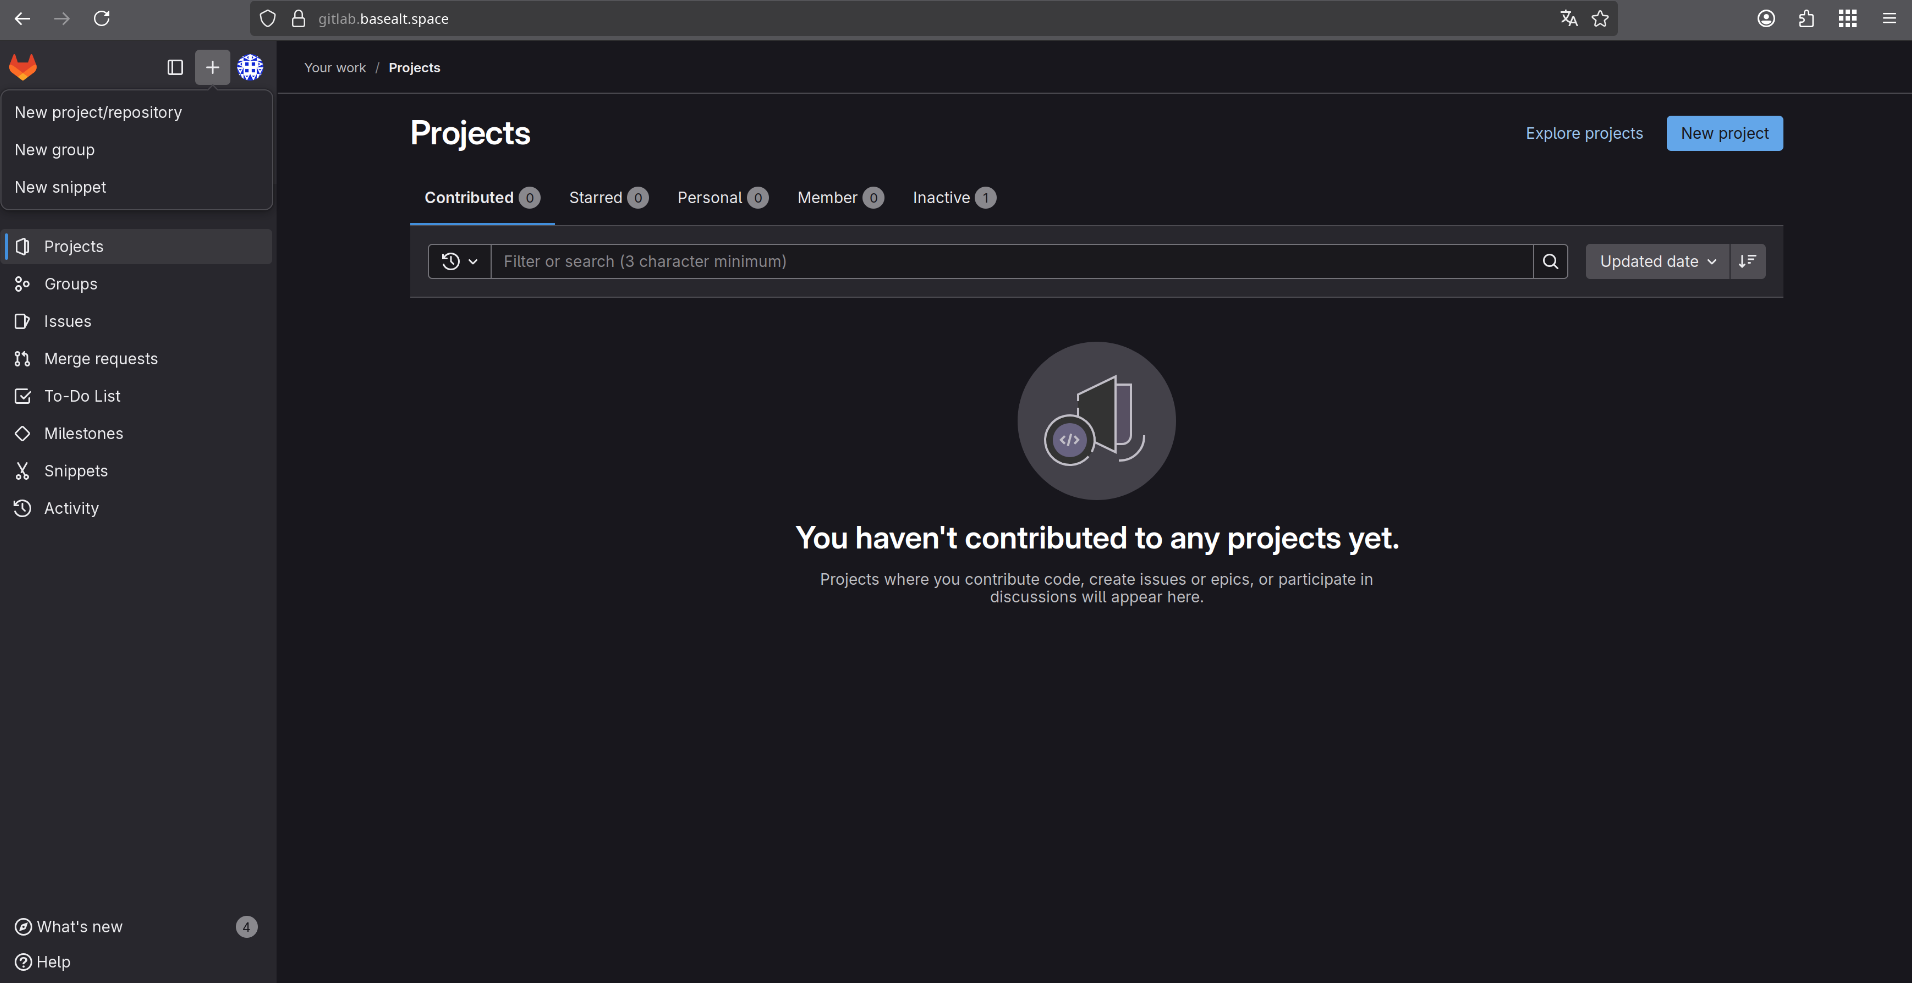 gitlab.basealt.space
Your work / Projects
New project/repository
New group
New snippet
Projects
Groups
Issues
Merge requests
To-Do List
Milestones
Snippets
Activity
What's new 4
Help
Projects
Explore projects
New project
Contributed 0 Starred 0 Personal 0 Member 0 Inactive 1
Filter or search (3 character minimum)
Updated date
</>
You haven't contributed to any projects yet.
Projects where you contribute code, create issues or epics, or participate in
discussions will appear here.